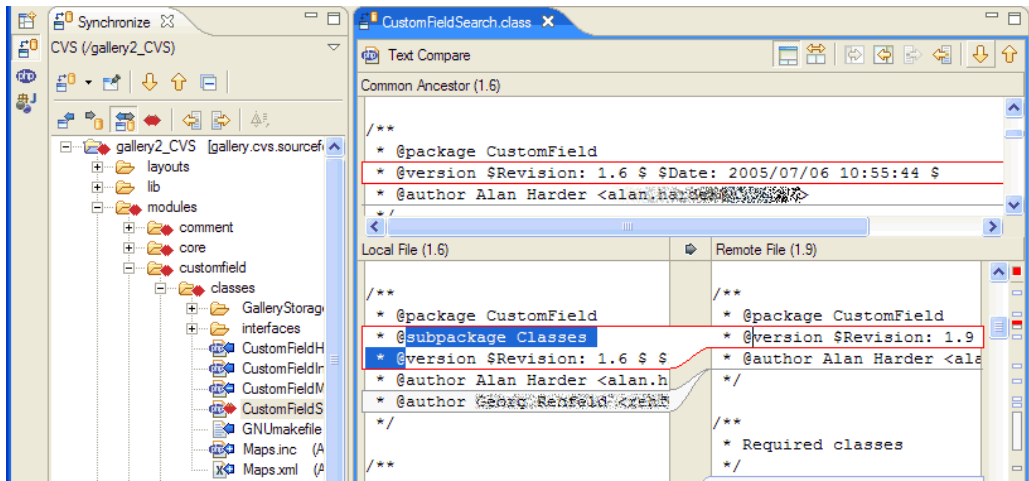 Synchronize
CVS (/gallery2_CVS)
gallery2_CVS [gallery.cvs.sourcef
layouts
lib
modules
comment
core
customfield
classes
GalleryStorag
interfaces
CustomFieldH
CustomFieldIn
CustomFieldM
CustomFieldS
GNUmakefile
Maps.inc (A
Maps.xml (A
CustomFieldSearch.class
Text Compare
Common Ancestor (1.6)
/**
* @package CustomField
* @version $Revision: 1.6 $ $Date: 2005/07/06 10:55:44 $
* @author Alan Harder <alan.
*/
Local File (1.6)
/**
* @package CustomField
* @subpackage Classes
* @version $Revision: 1.6 $ $
* @author Alan Harder <alan.h
* @author
*/
/**
Remote File (1.9)
/**
* @package CustomField
* @version $Revision: 1.9
* @author Alan Harder <ala
*/
/**
* Required classes
*/